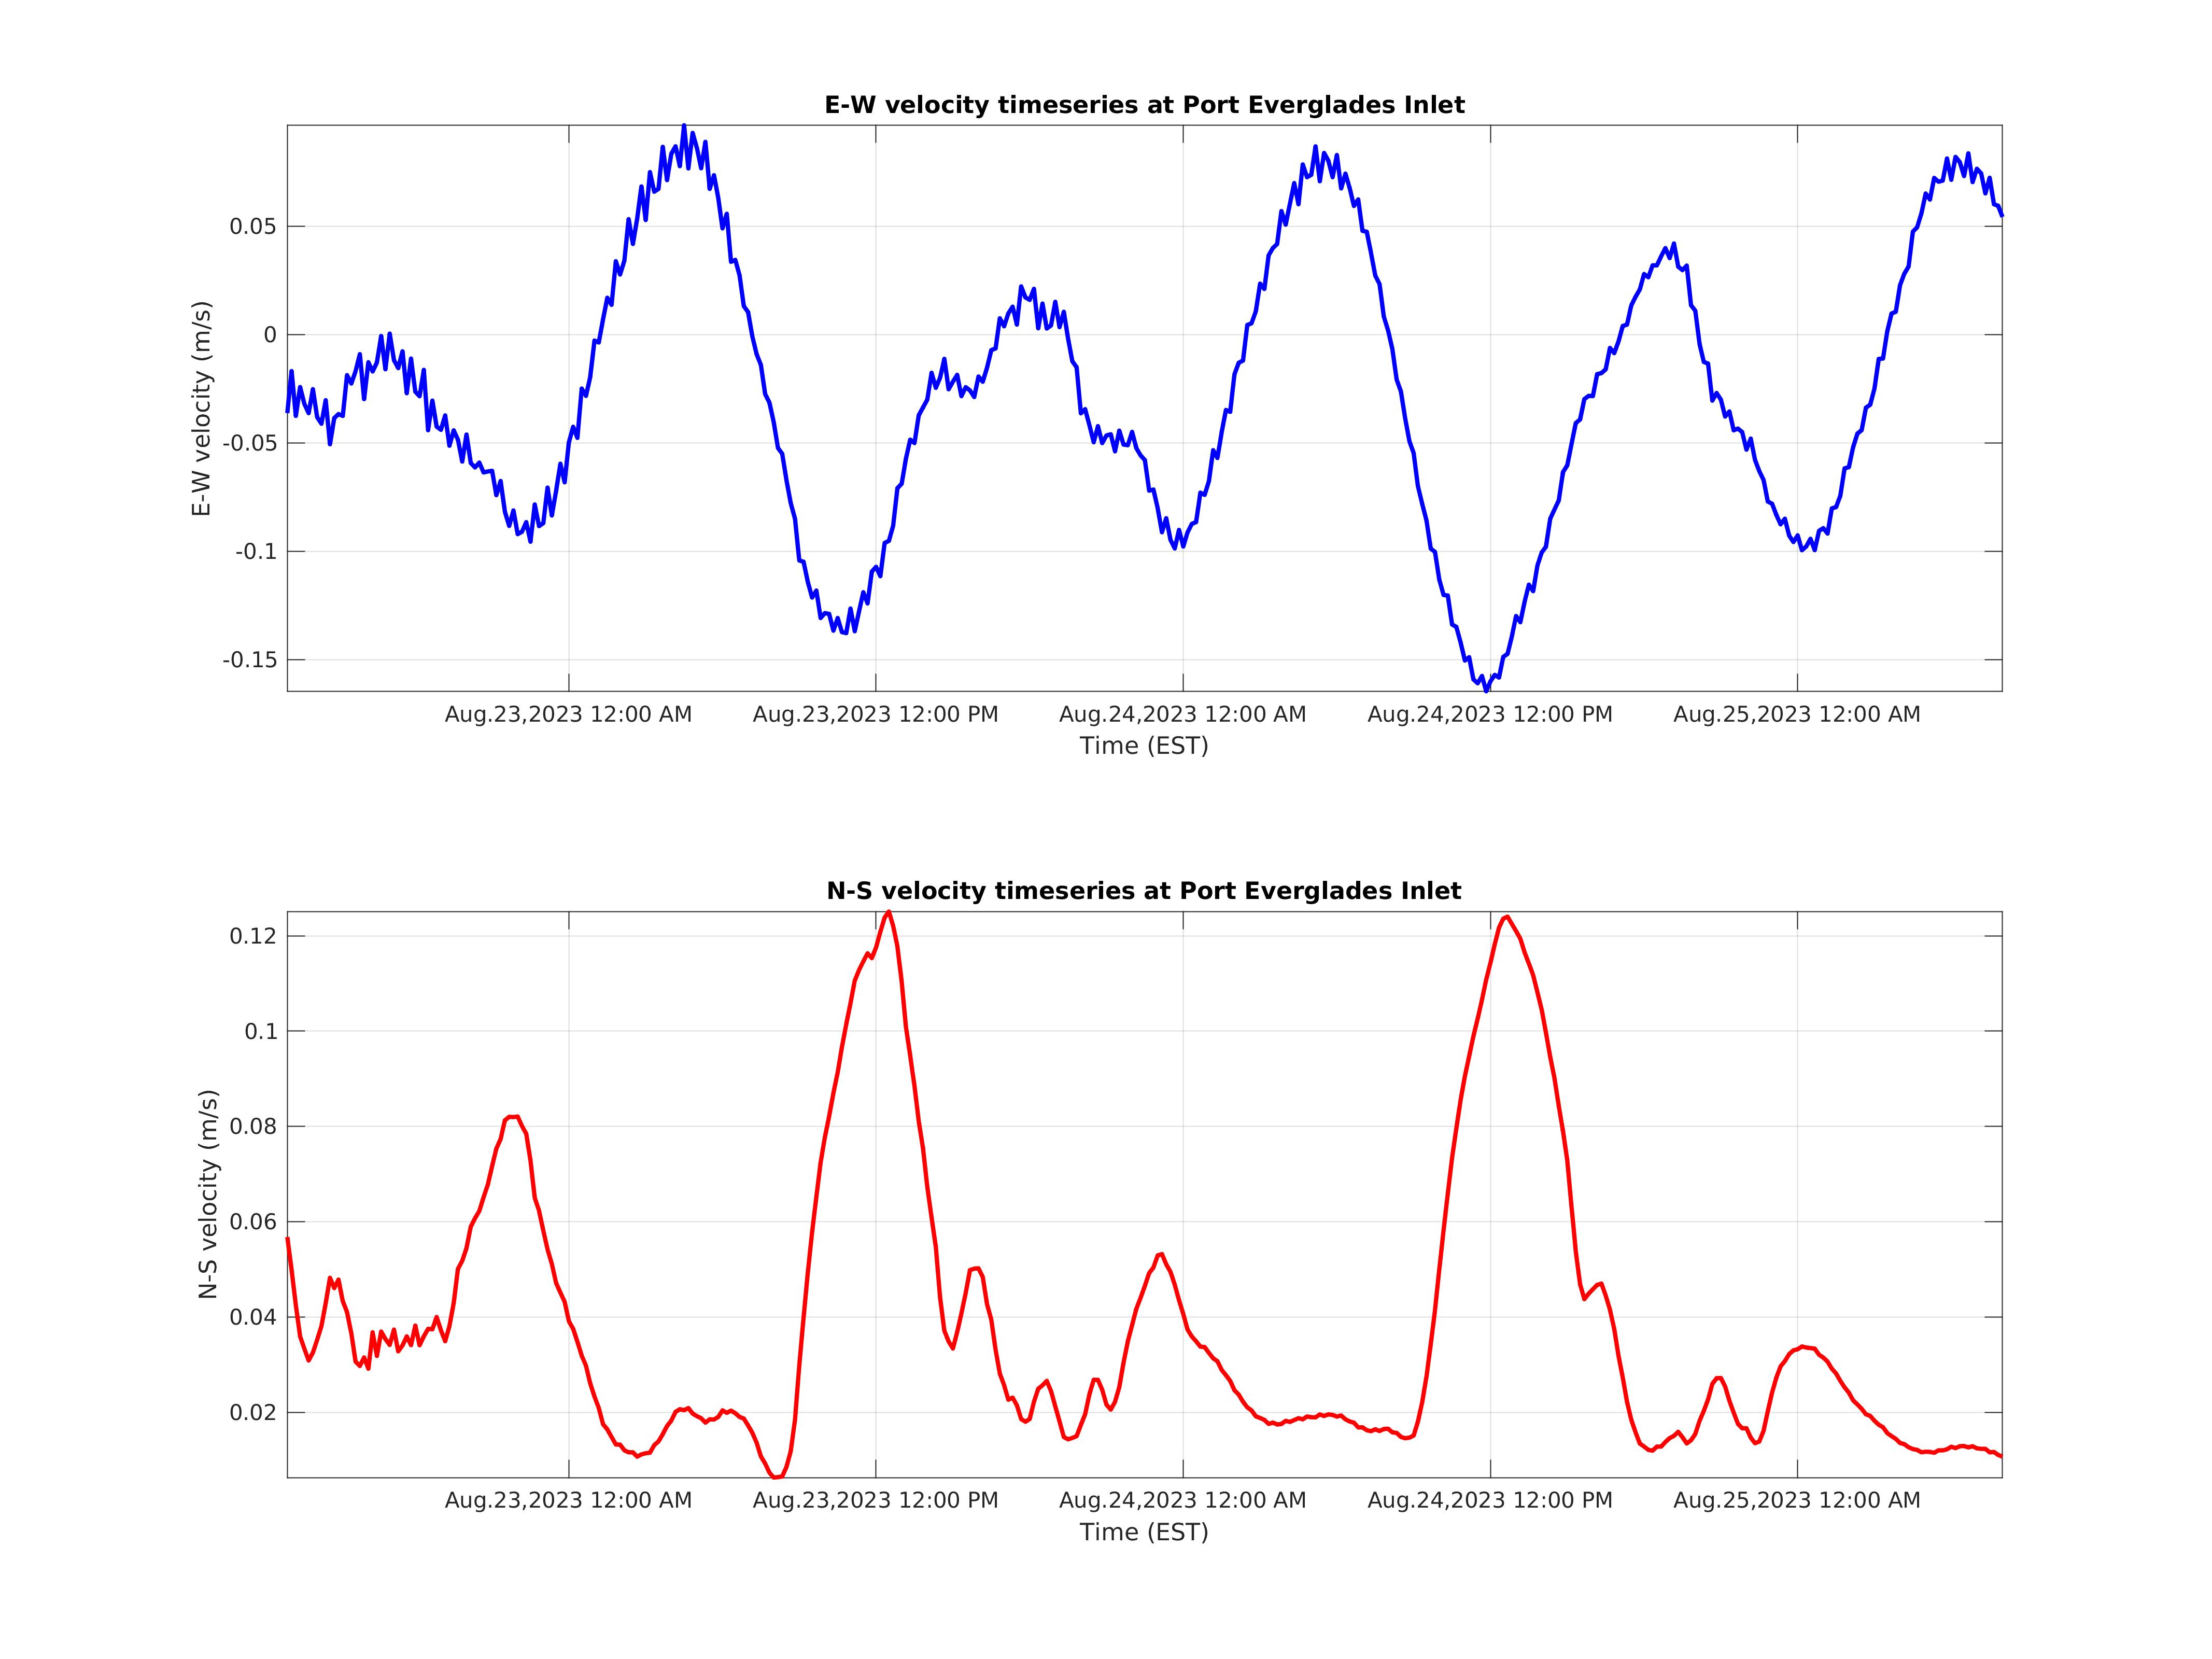 E-W velocity timeseries at Port Everglades Inlet
E-W velocity (m/s)
0.05
0
-0.05
-0.1
-0.15
Aug.23,2023 12:00 AM Aug.23,2023 12:00 PM Aug.24,2023 12:00 AM Aug.24,2023 12:00 PM Aug.25,2023 12:00 AM
Time (EST)
N-S velocity timeseries at Port Everglades Inlet
N-S velocity (m/s)
0.12
0.1
0.08
0.06
0.04
0.02
Aug.23,2023 12:00 AM Aug.23,2023 12:00 PM Aug.24,2023 12:00 AM Aug.24,2023 12:00 PM Aug.25,2023 12:00 AM
Time (EST)